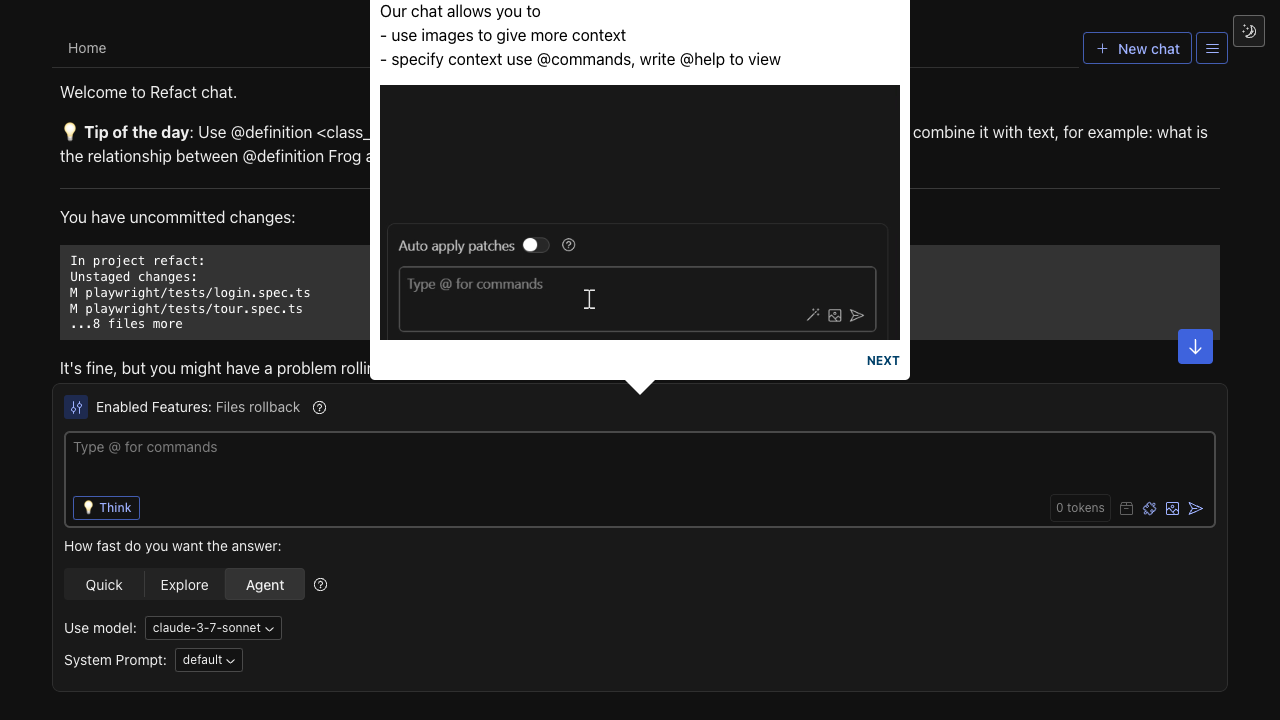 Our chat allows you to
- use images to give more context
- specify context use @commands, write @help to view
Home
New chat
Welcome to Refact chat.
💡 Tip of the day: Use @definition <class_ combine it with text, for example: what is
the relationship between @definition Frog
You have uncommitted changes:
In project refact:
Unstaged changes:
M playwright/tests/login.spec.ts
M playwright/tests/tour.spec.ts
...8 files more
Auto apply patches
Type @ for commands
NEXT
It's fine, but you might have a problem
Enabled Features: Files rollback
Type @ for commands
💡 Think
0 tokens
How fast do you want the answer:
Quick Explore Agent
Use model: claude-3-7-sonnet
System Prompt: default